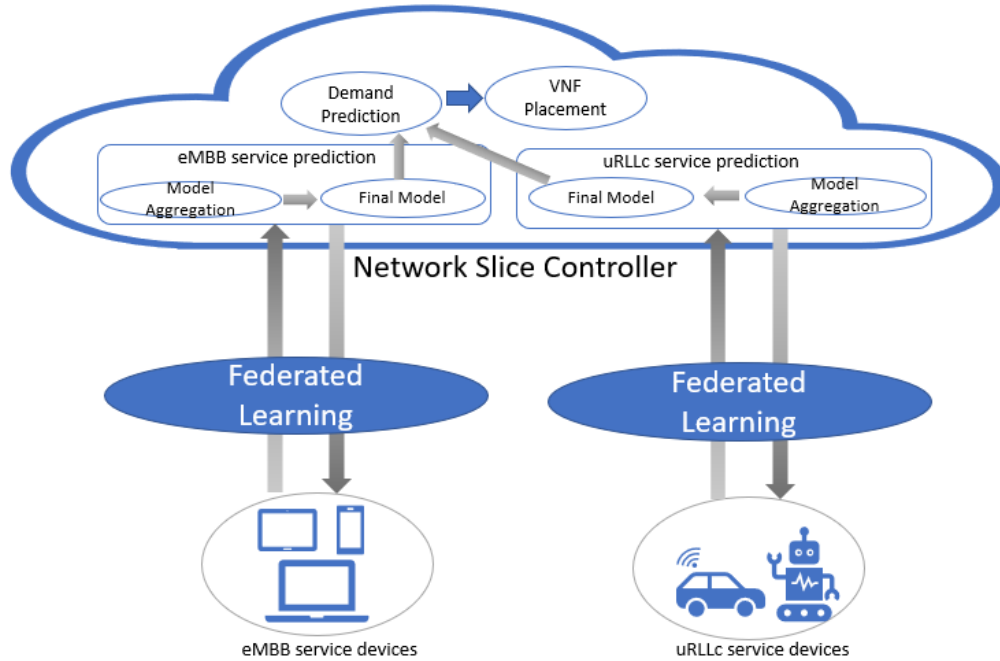 Demand
Prediction
VNF
Placement
eMBB service prediction
Model
Aggregation
Final Model
uRLLc service prediction
Final Model
Model
Aggregation
Network Slice Controller
Federated
Learning
Federated
Learning
eMBB service devices
uRLLc service devices